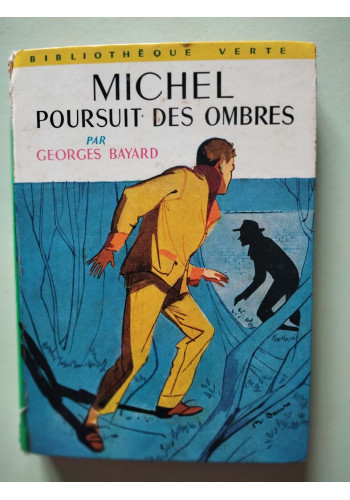 BIBLIOTHÈQUE VERTE
MICHEL
POURSUIT DES OMBRES
PAR
GEORGES BAYARD